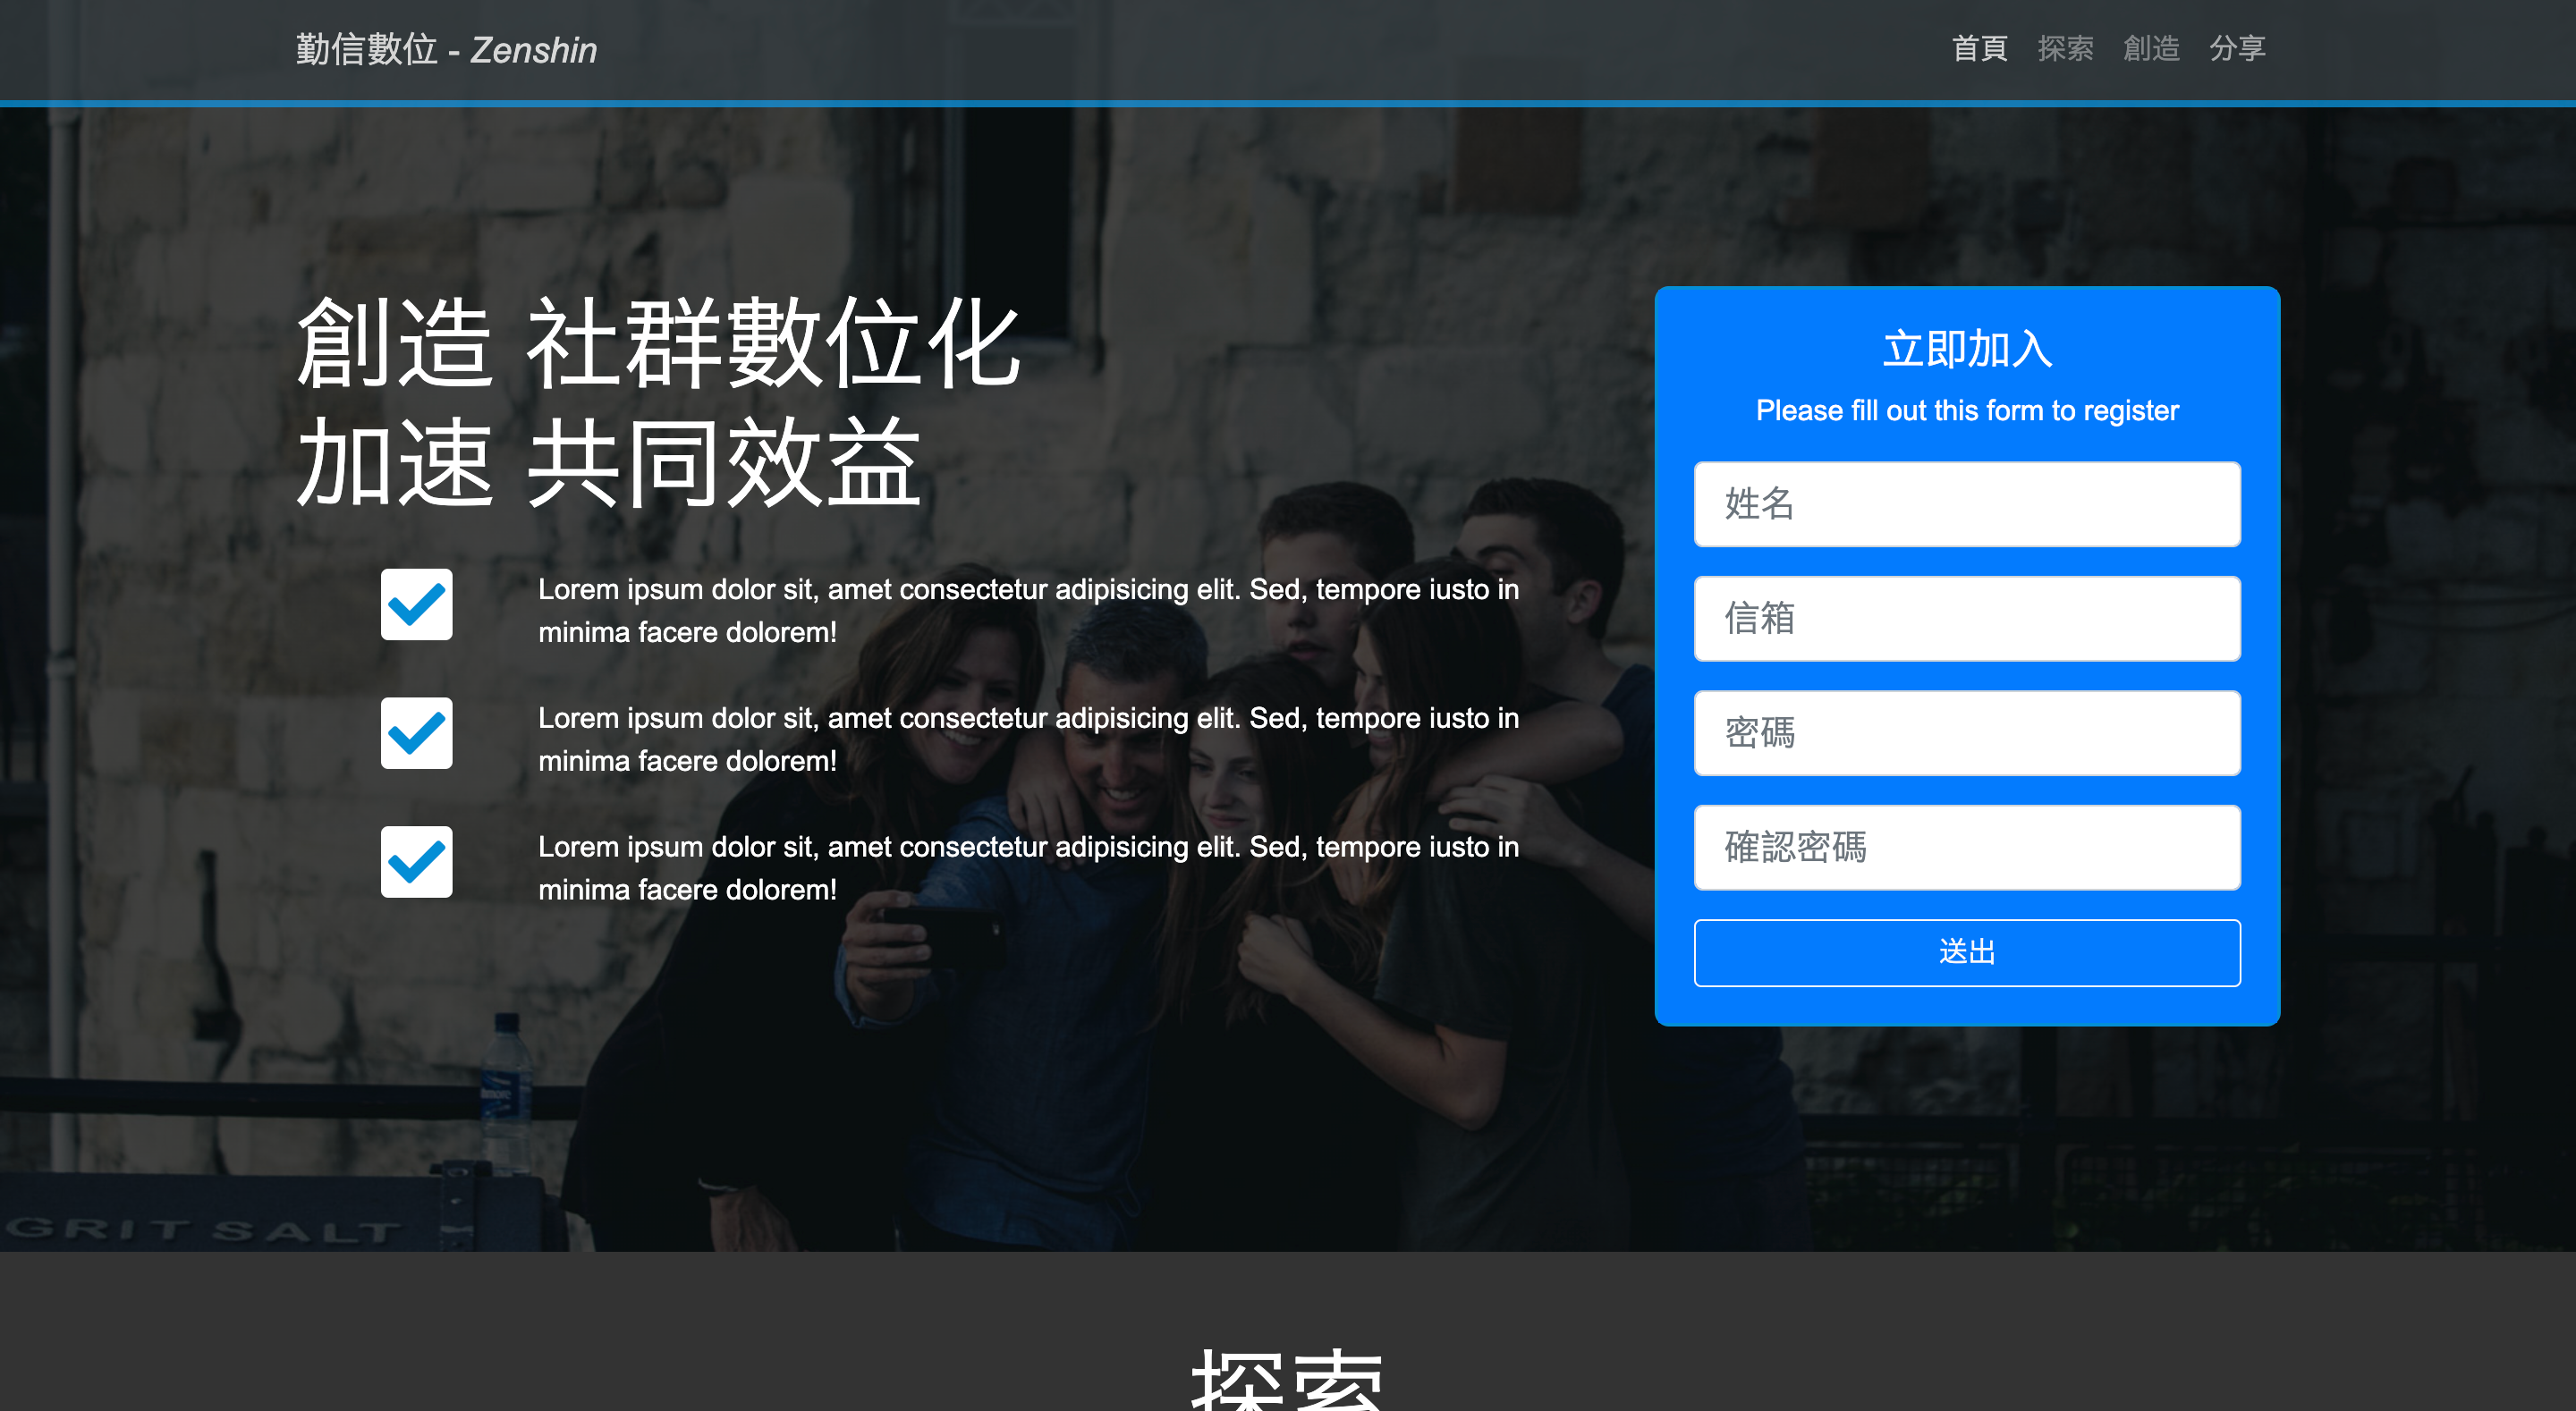 勤信數位 - Zenshin
首頁 探索 創造 分享
創造 社群數位化
加速 共同效益
Lorem ipsum dolor sit, amet consectetur adipisicing elit. Sed, tempore iusto in
minima facere dolorem!
Lorem ipsum dolor sit, amet consectetur adipisicing elit. Sed, tempore iusto in
minima facere dolorem!
Lorem ipsum dolor sit, amet consectetur adipisicing elit. Sed, tempore iusto in
minima facere dolorem!
立即加入
Please fill out this form to register
姓名
信箱
密碼
確認密碼
送出
GRIT SALT
探索